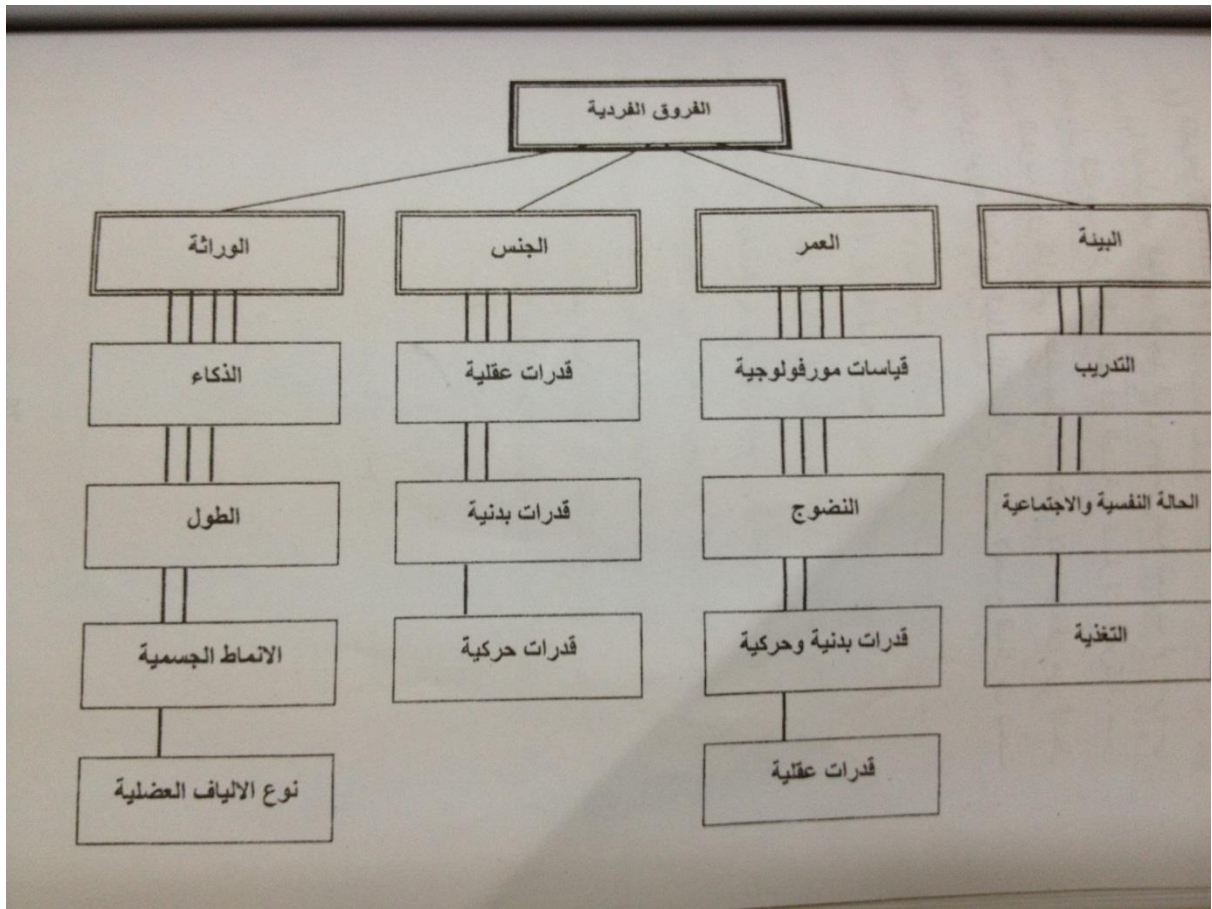 الفروق الفردية
البيئة
العمر
الجنس
الوراثة
التدريب
قياسات مورفولوجية
قدرات عقلية
الذكاء
الحالة النفسية والاجتماعية
النضوج
قدرات بدنية
الطول
التغذية
قدرات بدنية وحركية
قدرات حركية
الانماط الجسمية
قدرات عقلية
نوع الالياف العضلية